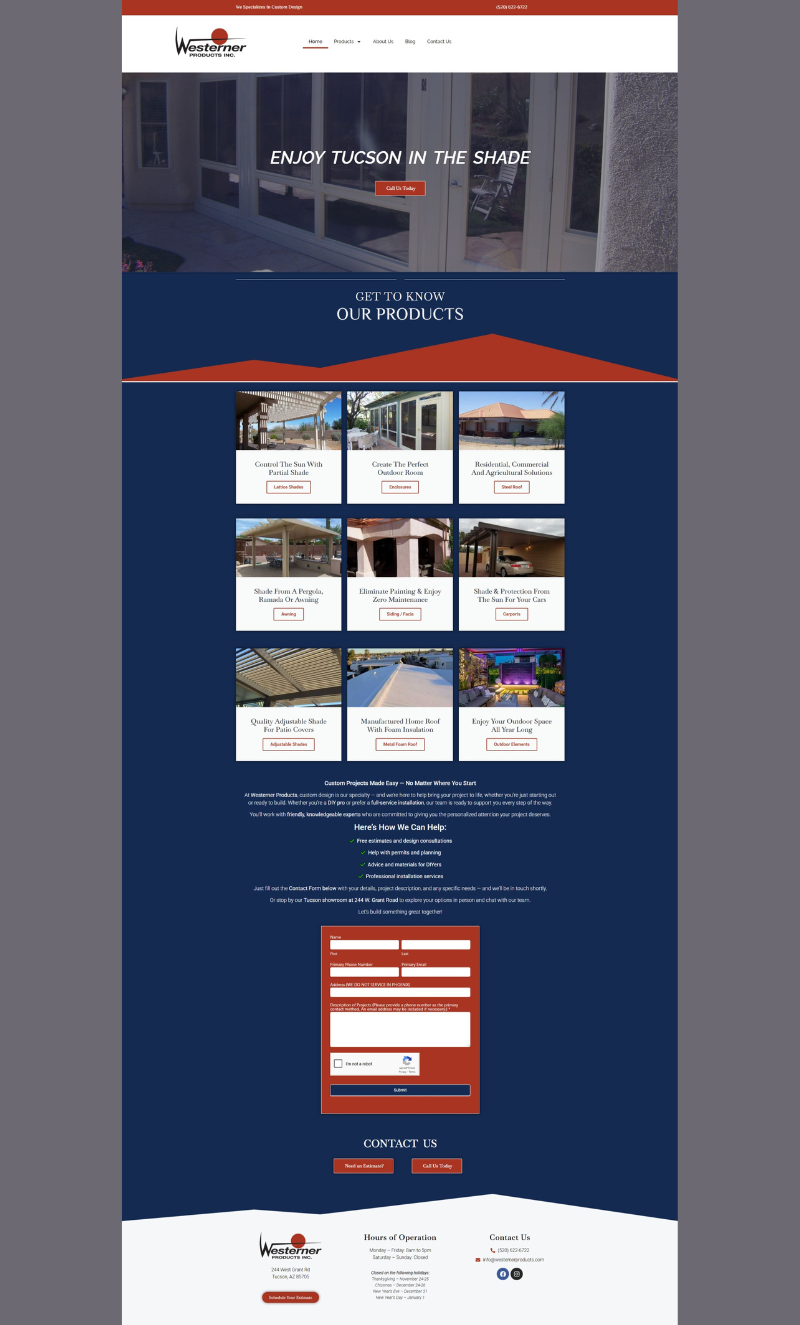 We Specializes In Custom Design
(520) 622-6722
Westerner
PRODUCTS INC.
Home
Products
About Us
Blog
Contact Us
ENJOY TUCSON IN THE SHADE
Call Us Today
GET TO KNOW
OUR PRODUCTS
Control The Sun With
Partial Shade
Lattice Shades
Create The Perfect
Outdoor Room
Enclosures
Residential, Commercial
And Agricultural Solutions
Steel Roof
Shade From A Pergola,
Ramada Or Awning
Awning
Eliminate Painting & Enjoy
Zero Maintenance
Siding / Facia
Shade & Protection From
The Sun For Your Cars
Carports
Quality Adjustable Shade
For Patio Covers
Adjustable Shades
Manufactured Home Roof
With Foam Insulation
Metal Foam Roof
Enjoy Your Outdoor Space
All Year Long
Outdoor Elements
Custom Projects Made Easy — No Matter Where You Start
At Westerner Products, custom design is our specialty — and we're here to help bring your project to life, whether you're just starting out
or ready to build. Whether you're a DIY pro or prefer a full-service installation, our team is ready to support you every step of the way.
You'll work with friendly, knowledgeable experts who are committed to giving you the personalized attention your project deserves.
Here's How We Can Help:
Free estimates and design consultations
Help with permits and planning
Advice and materials for DIYers
Professional installation services
Just fill out the Contact Form below with your details, project description, and any specific needs — and we'll be in touch shortly.
Or stop by our Tucson showroom at 244 W. Grant Road to explore your options in person and chat with our team.
Let's build something great together!
Name
First
Last
Primary Phone Number
Primary Email
Address (WE DO NOT SERVICE IN PHOENIX)
Description of Projects (Please provide a phone number as the primary
contact method. An email address may be included if necessary.) *
I'm not a robot
reCAPTCHA
Privacy - Terms
Submit
CONTACT US
Need an Estimate?
Call Us Today
Westerner
PRODUCTS INC.
244 West Grant Rd
Tucson, AZ 85705
Schedule Your Estimate
Hours of Operation
Monday – Friday: 8am to 5pm
Saturday – Sunday: Closed
Closed on the following holidays:
Thanksgiving – November
Christmas – December
New Year's Eve – December 31
New Year's Day – January 1
Contact Us
(520) 622-6722
info@westernerproducts.com